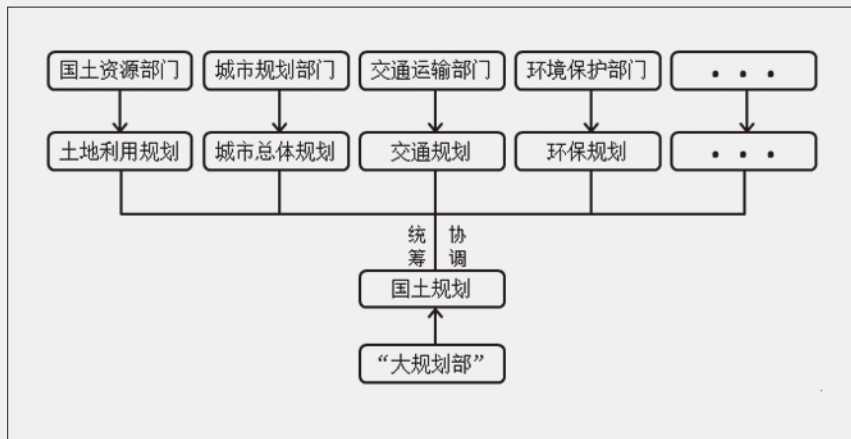 国土资源部门 城市规划部门 交通运输部门 环境保护部门 • • •
土地利用规划 城市总体规划 交通规划 环保规划 • • •
统筹 协调
国土规划
“大规划部”